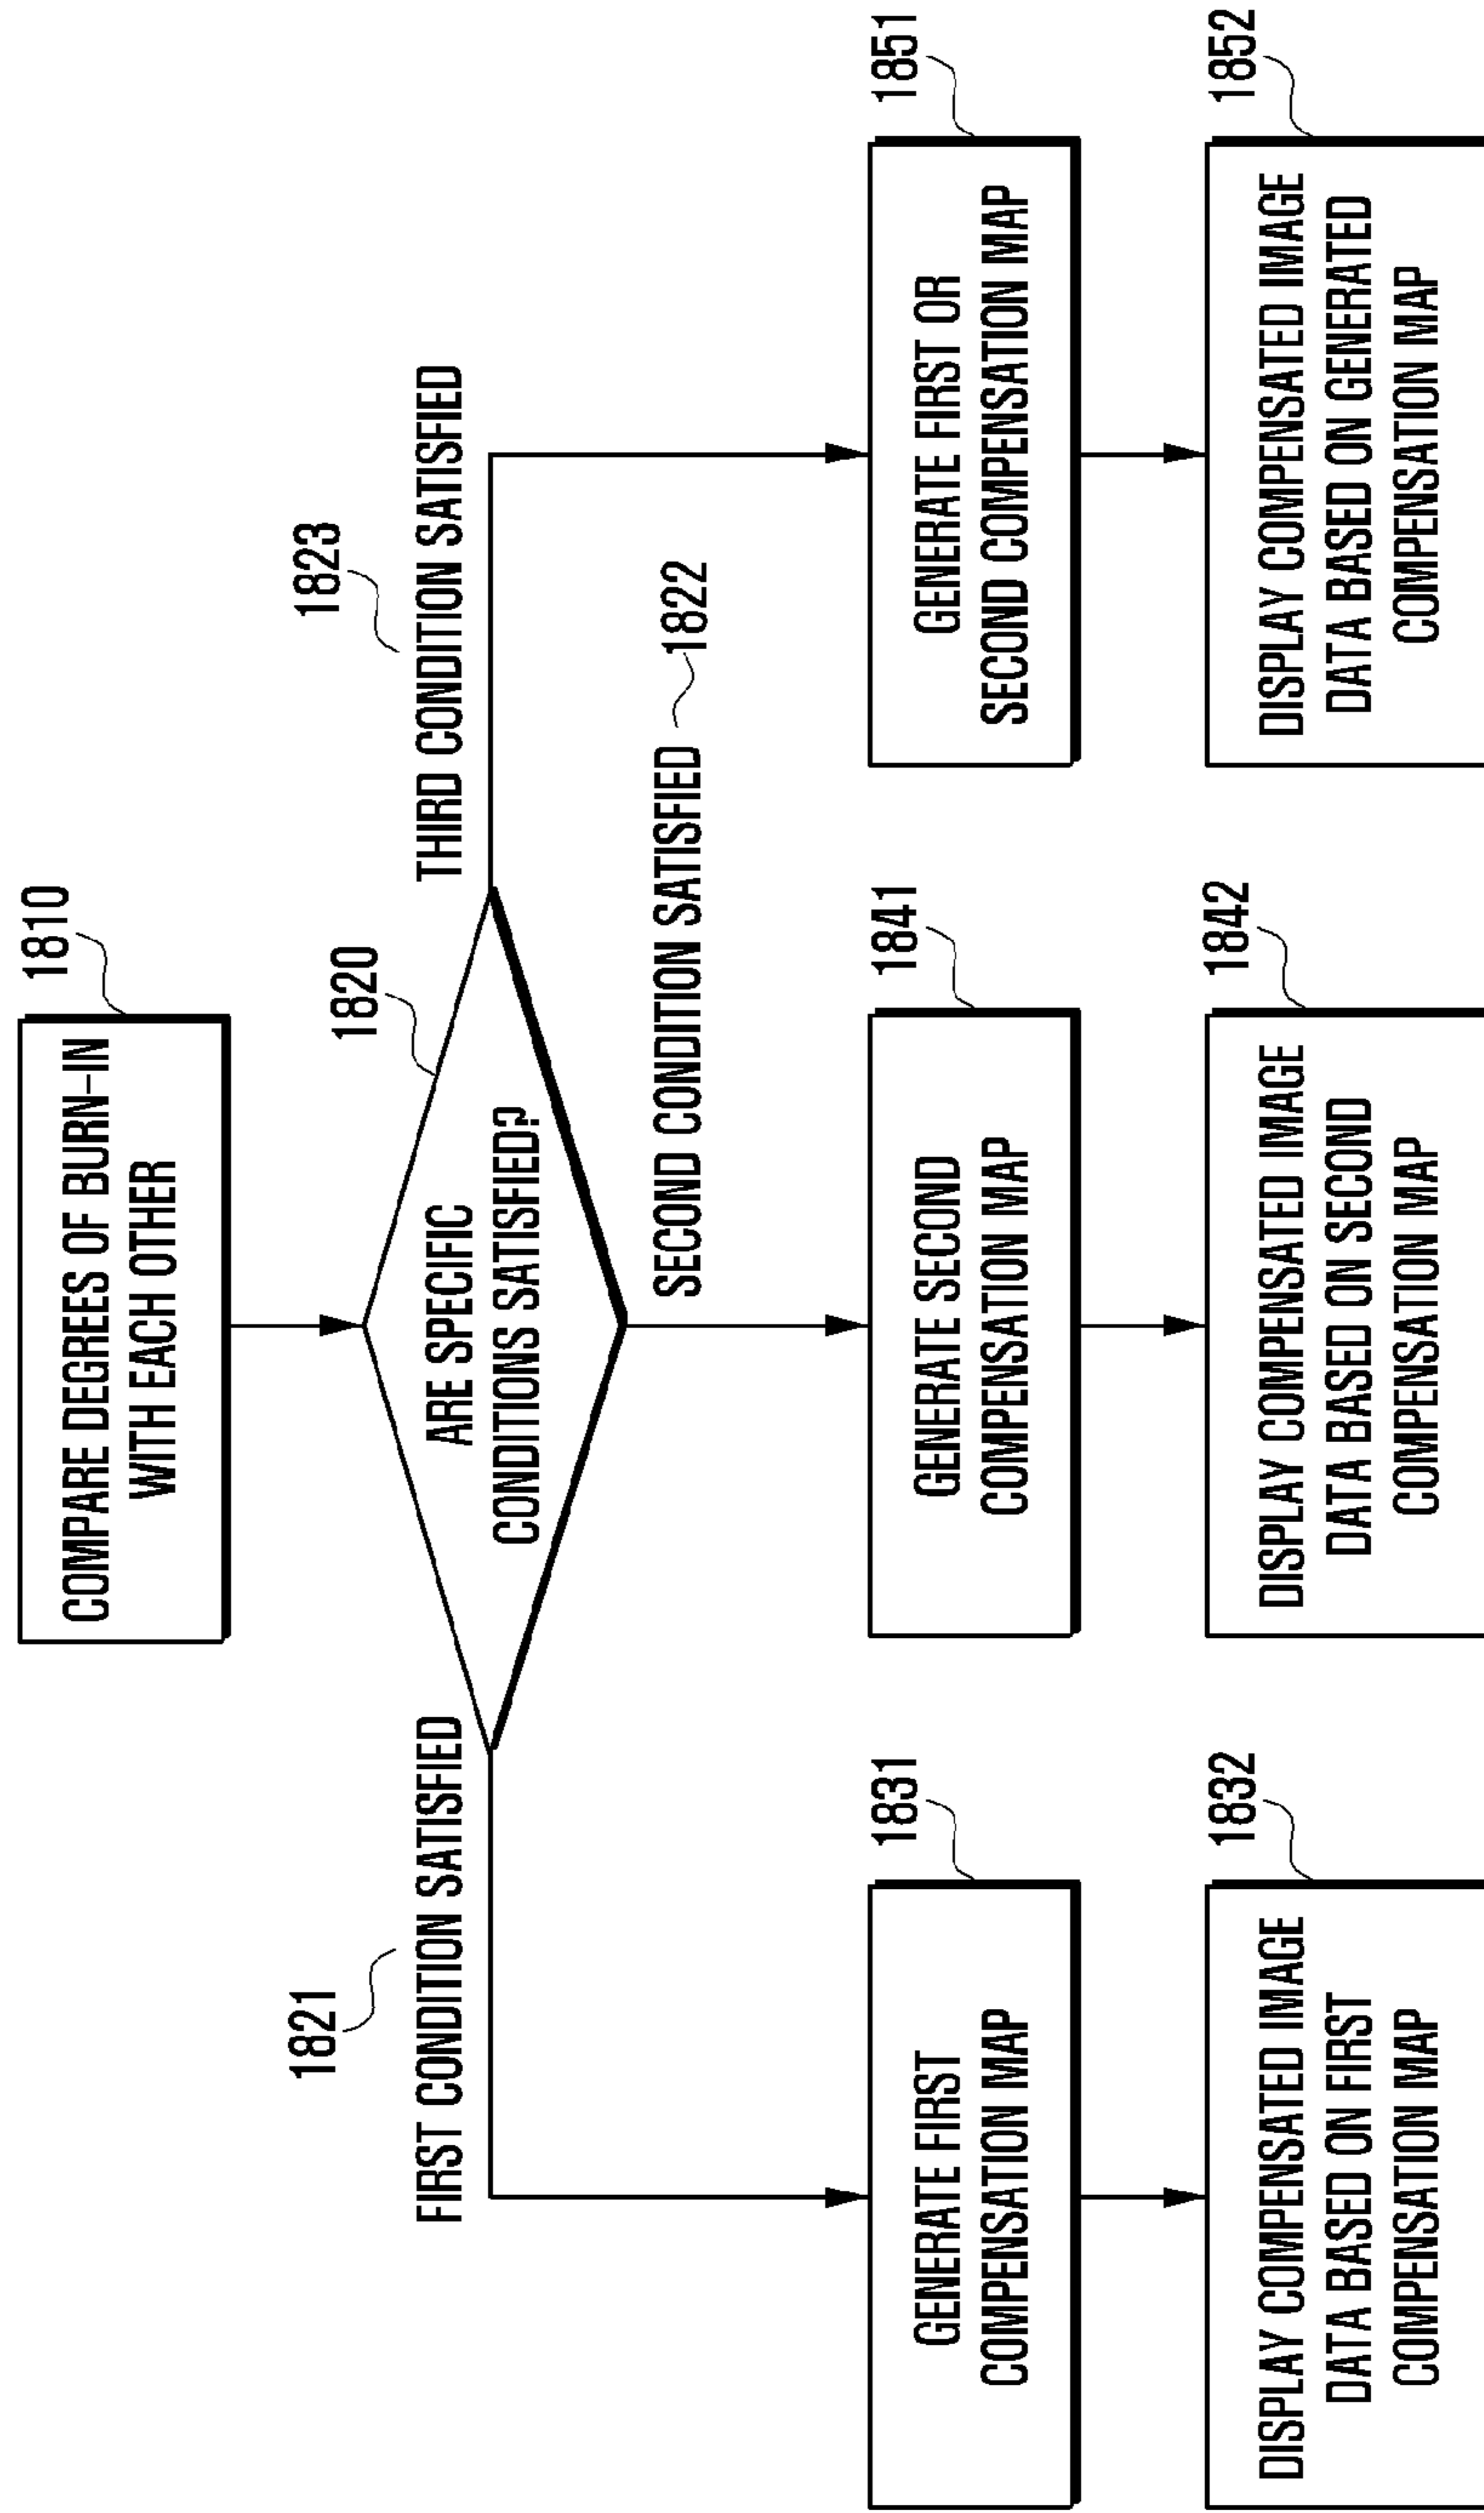 1810
COMPARE DEGREES OF BURN-IN
WITH EACH OTHER
1820
ARE SPECIFIC
CONDITIONS SATISFIED?
1821
FIRST CONDITION SATISFIED
1823
THIRD CONDITION SATISFIED
SECOND CONDITION SATISFIED
1822
1831
GENERATE FIRST
COMPENSATION MAP
1841
GENERATE SECOND
COMPENSATION MAP
1851
GENERATE FIRST OR
SECOND COMPENSATION MAP
1832
DISPLAY COMPENSATED IMAGE
DATA BASED ON FIRST
COMPENSATION MAP
1842
DISPLAY COMPENSATED IMAGE
DATA BASED ON SECOND
COMPENSATION MAP
1852
DISPLAY COMPENSATED IMAGE
DATA BASED ON GENERATED
COMPENSATION MAP